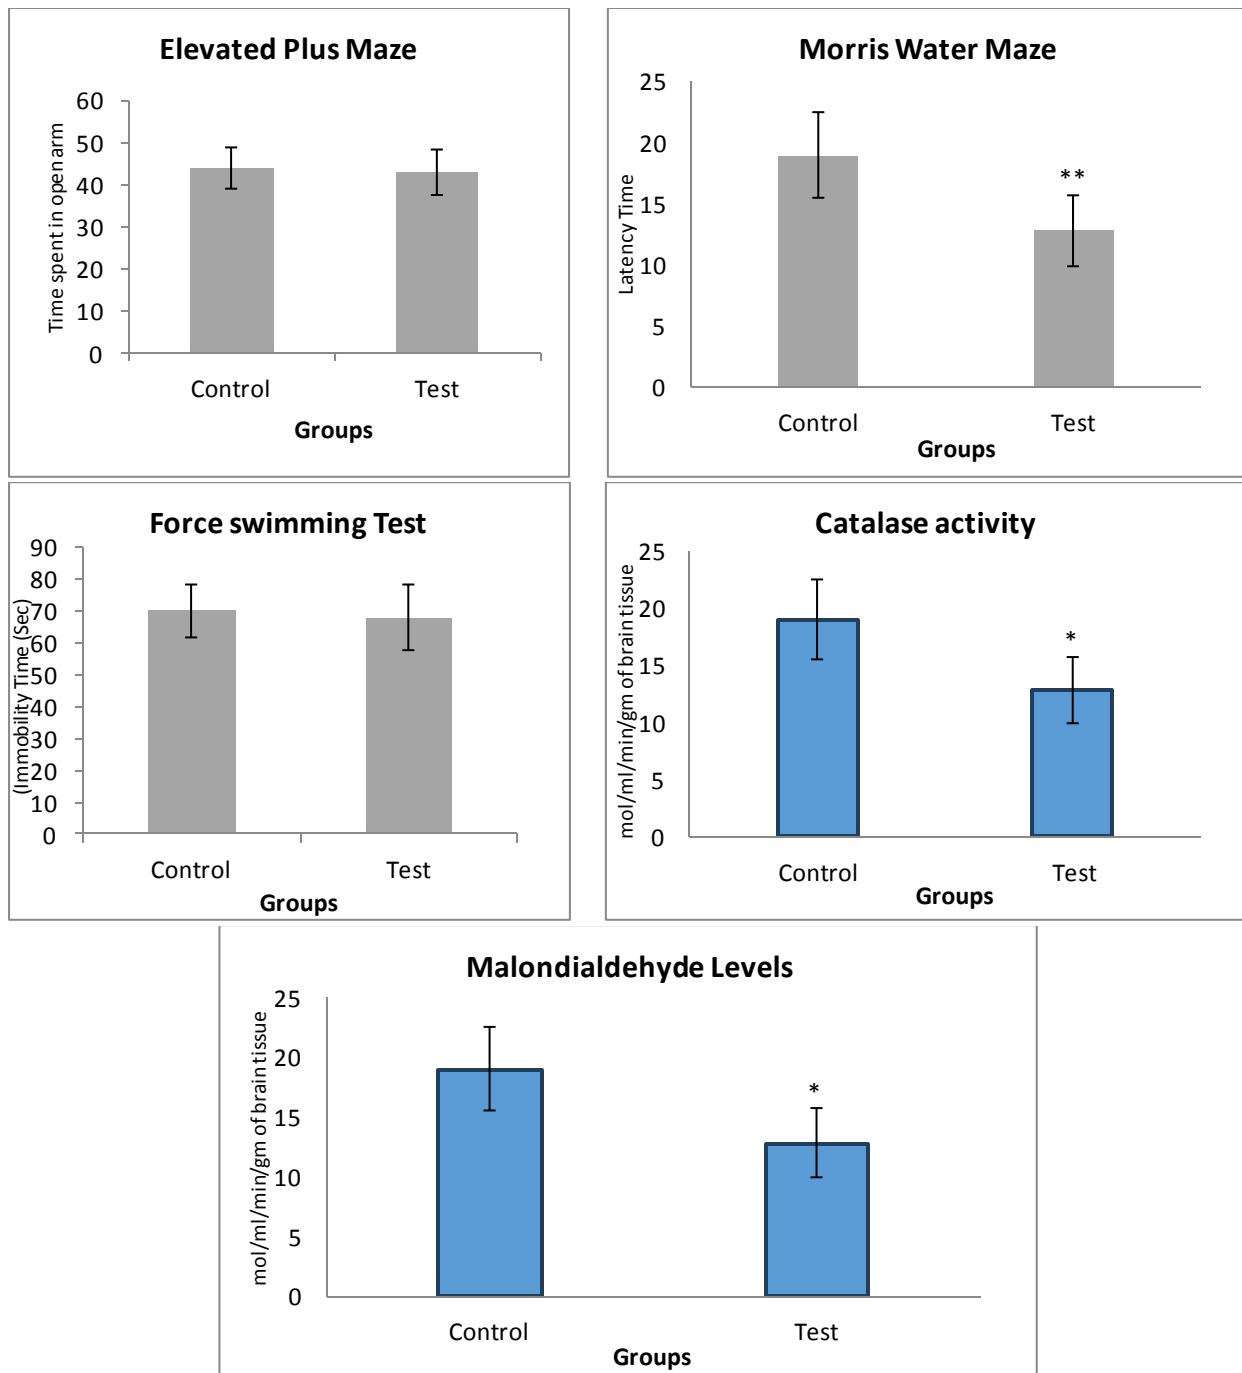 Elevated Plus Maze
Time spent in open arm
60
50
40
30
20
10
0
Control Test
Groups
Morris Water Maze
Latency Time
25
20
15
10
5
0
**
Control Test
Groups
Force swimming Test
(Immobility Time (Sec)
90
80
70
60
50
40
30
20
10
0
Control Test
Groups
Catalase activity
mol/ml/min/gm of brain tissue
25
20
15
10
5
0
*
Control Test
Groups
Malondialdehyde Levels
mol/ml/min/gm of brain tissue
25
20
15
10
5
0
*
Control Test
Groups